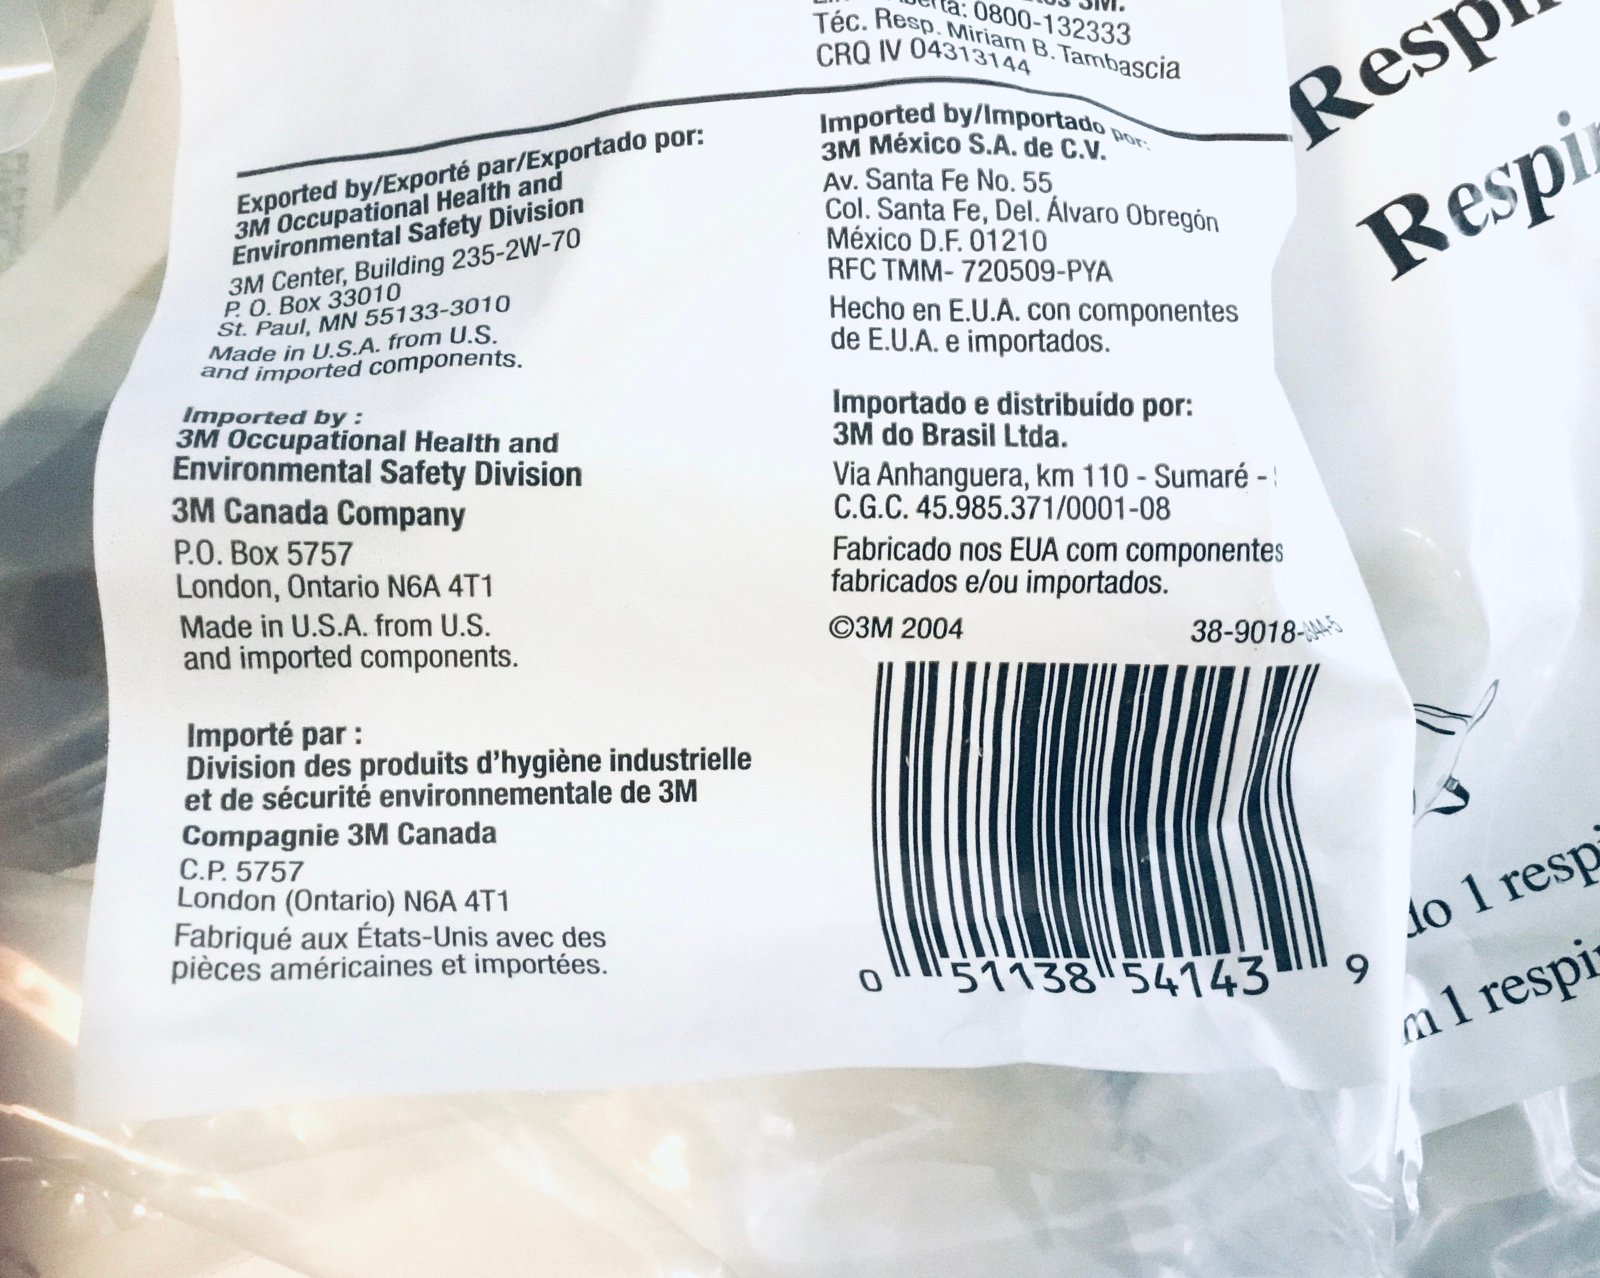 0800-132333
Téc. Resp. Miriam B. Tambascia
CRQ IV 04313144
Exported by/Exporté par/Exportado por:
3M Occupational Health and
Environmental Safety Division
3M Center, Building 235-2W-70
P. O. Box 33010
St. Paul, MN 55133-3010
Made in U.S.A. from U.S.
and imported components.
Imported by :
3M Occupational Health and
Environmental Safety Division
3M Canada Company
P.O. Box 5757
London, Ontario N6A 4T1
Made in U.S.A. from U.S.
and imported components.
Importé par :
Division des produits d'hygiène industrielle
et de sécurité environnementale de 3M
Compagnie 3M Canada
C.P. 5757
London (Ontario) N6A 4T1
Fabriqué aux États-Unis avec des
pièces américaines et importées.
Imported by/Importado por:
3M México S.A. de C.V.
Av. Santa Fe No. 55
Col. Santa Fe, Del. Álvaro Obregón
México D.F. 01210
RFC TMM- 720509-PYA
Hecho en E.U.A. con componentes
de E.U.A. e importados.
Importado e distribuído por:
3M do Brasil Ltda.
Via Anhanguera, km 110 - Sumaré -
C.G.C. 45.985.371/0001-08
Fabricado nos EUA com componentes
fabricados e/ou importados.
©3M 2004
0 51138 54143 9